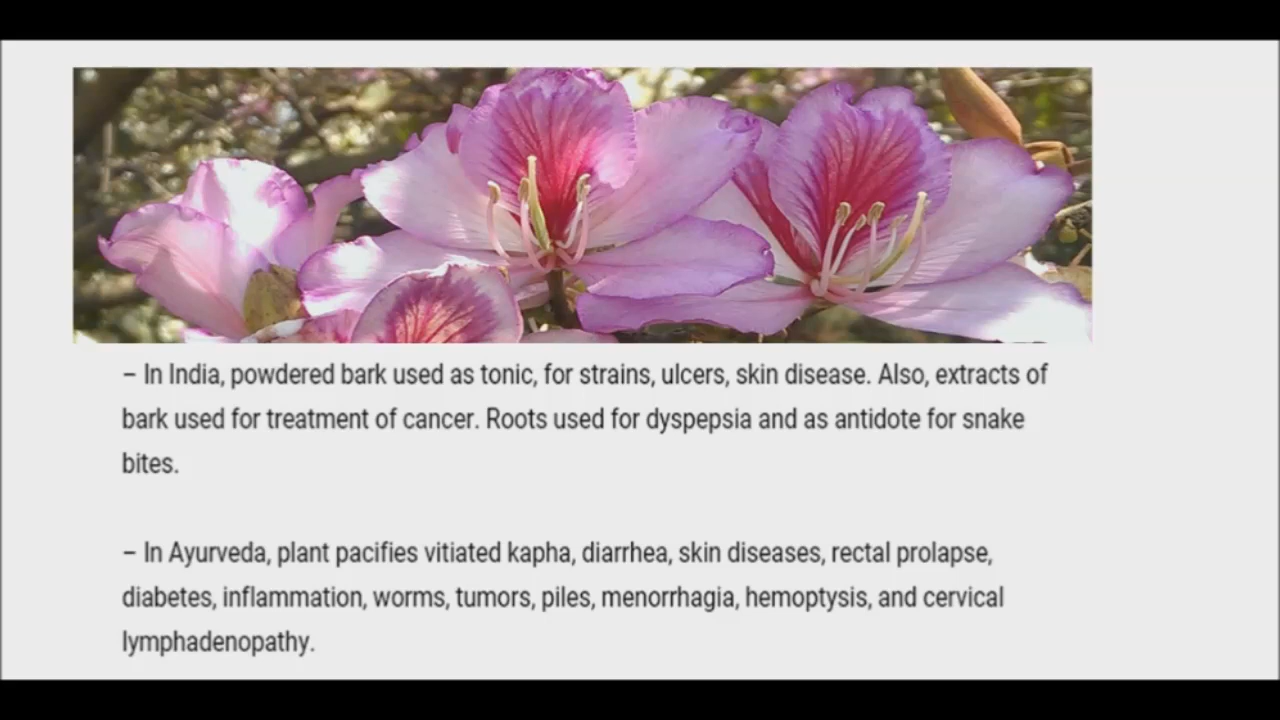 – In India, powdered bark used as tonic, for strains, ulcers, skin disease. Also, extracts of
bark used for treatment of cancer. Roots used for dyspepsia and as antidote for snake
bites.
– In Ayurveda, plant pacifies vitiated kapha, diarrhea, skin diseases, rectal prolapse,
diabetes, inflammation, worms, tumors, piles, menorrhagia, hemoptysis, and cervical
lymphadenopathy.